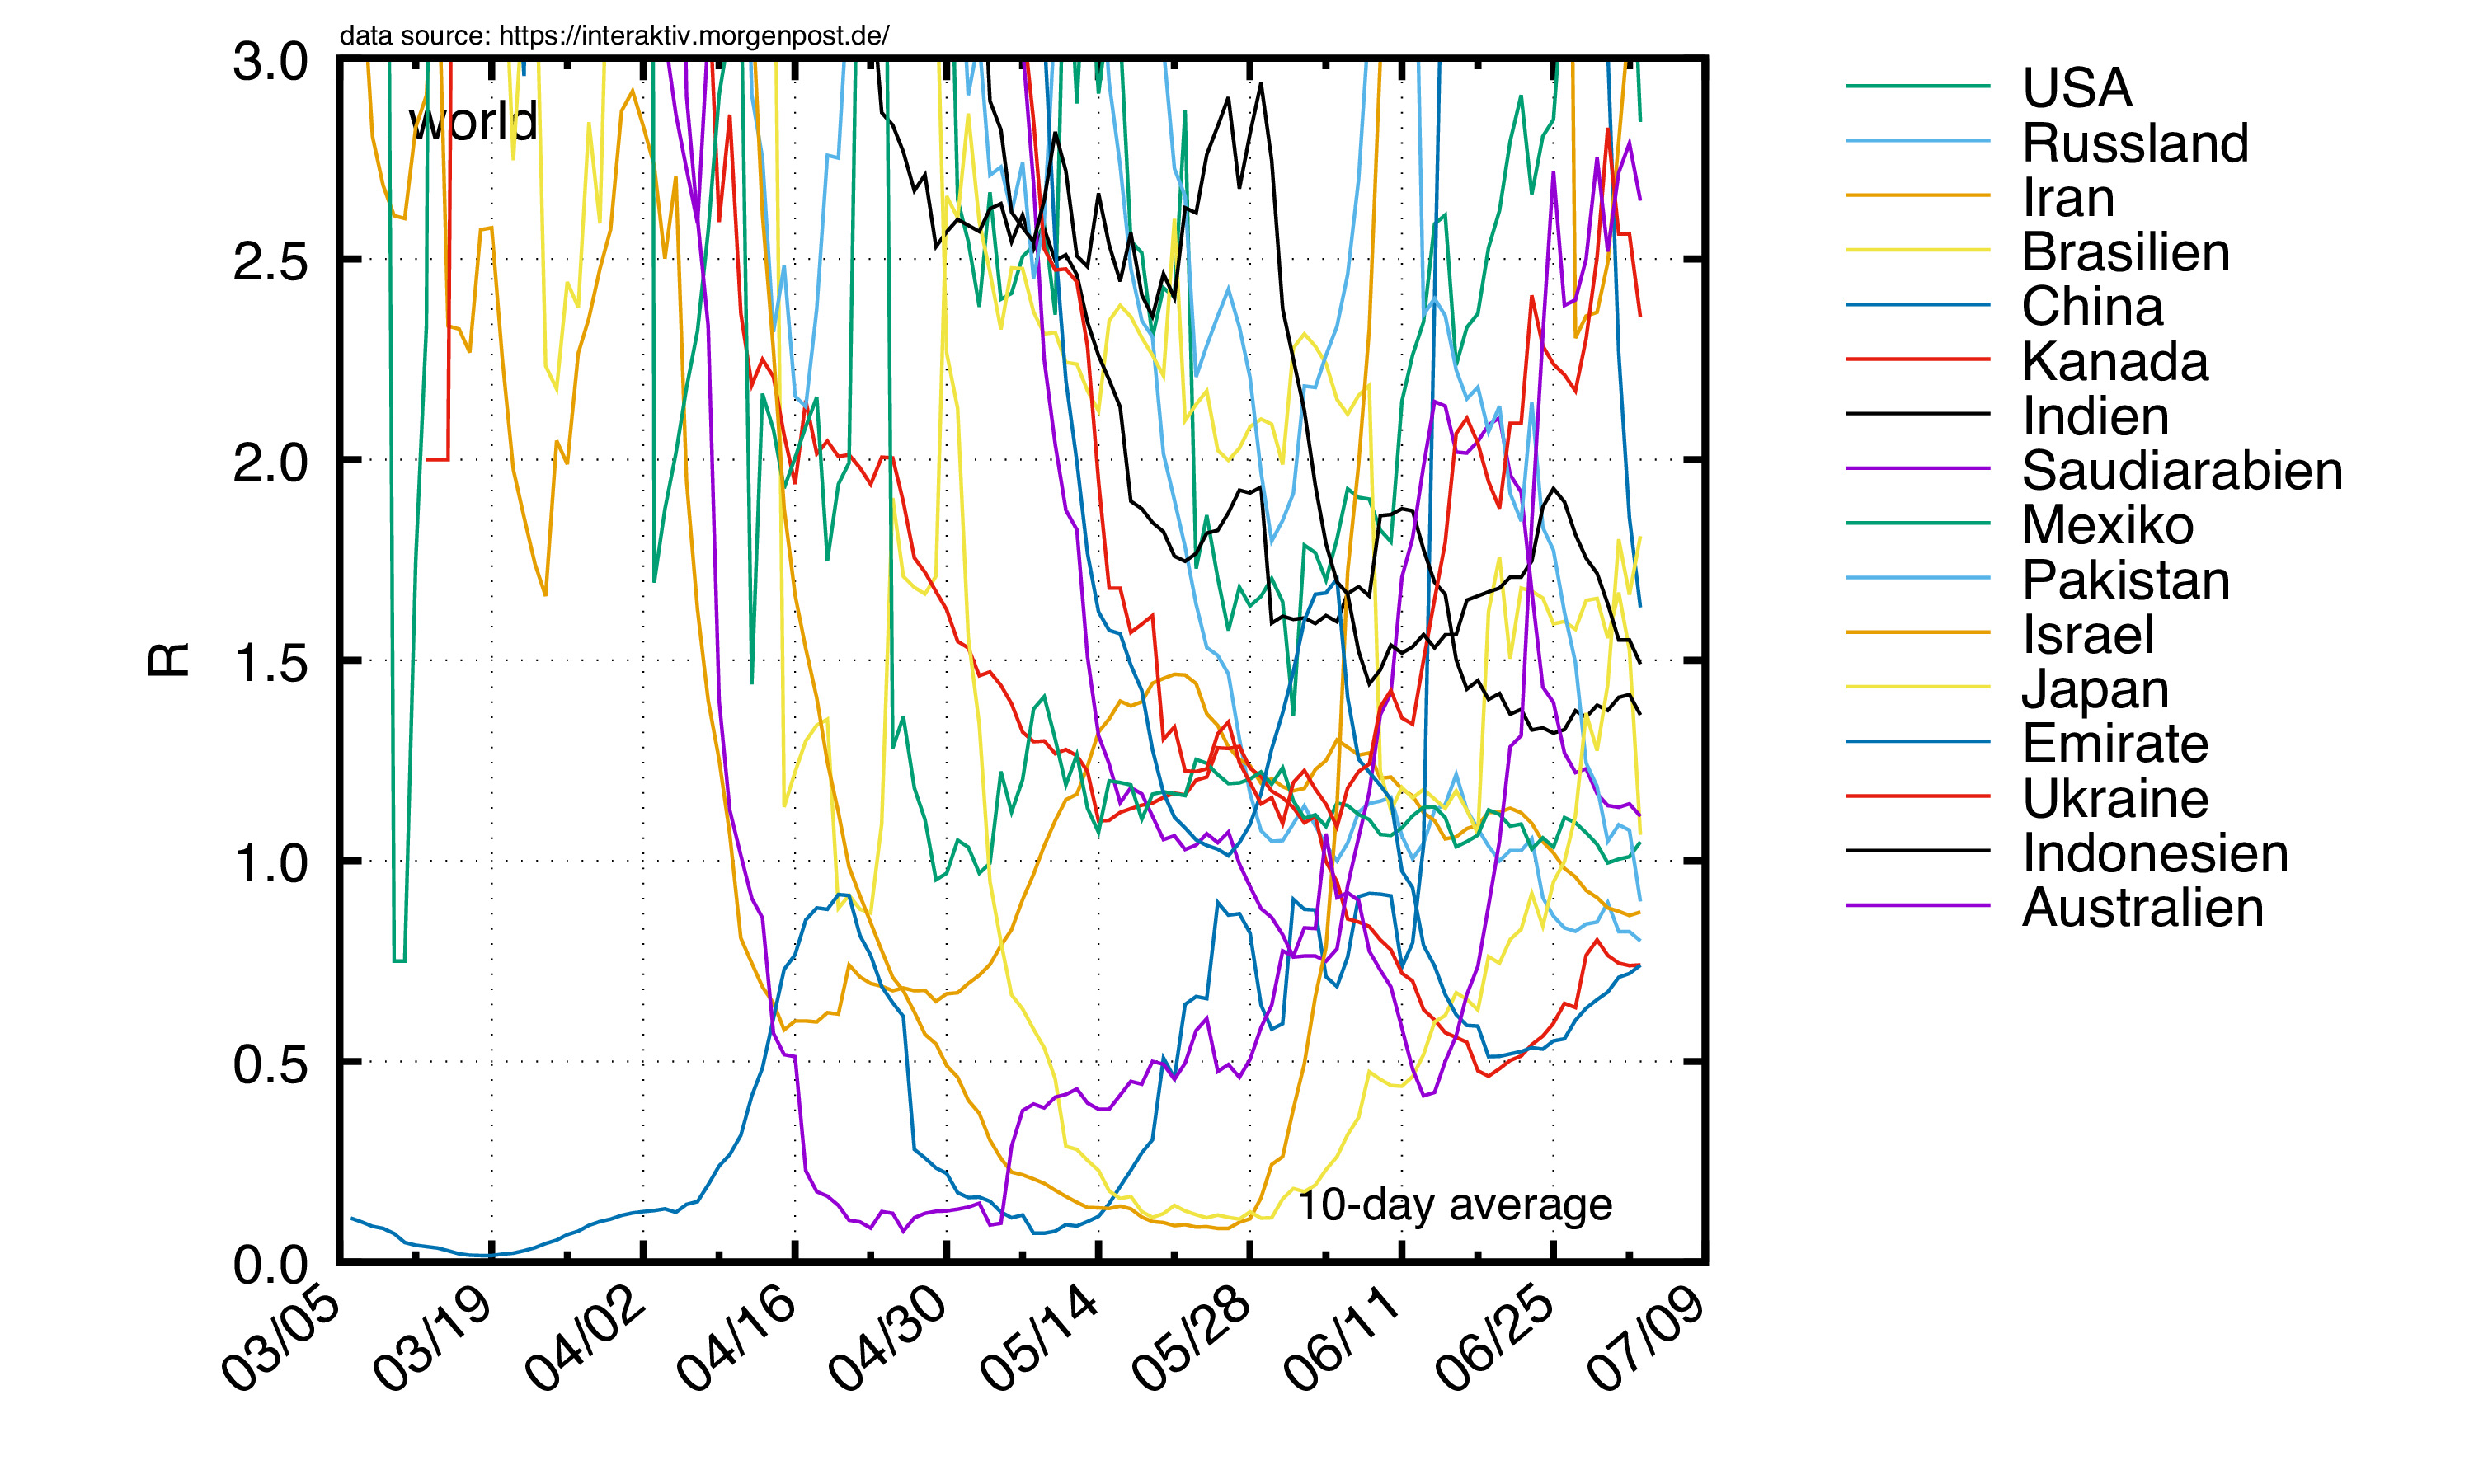 data source: https://interaktiv.morgenpost.de/
world
R
3.0
2.5
2.0
1.5
1.0
0.5
0.0
03/05
03/19
04/02
04/16
04/30
05/14
05/28
06/11
06/25
07/09
10-day average
USA
Russland
Iran
Brasilien
China
Kanada
Indien
Saudiarabien
Mexiko
Pakistan
Israel
Japan
Emirate
Ukraine
Indonesien
Australien